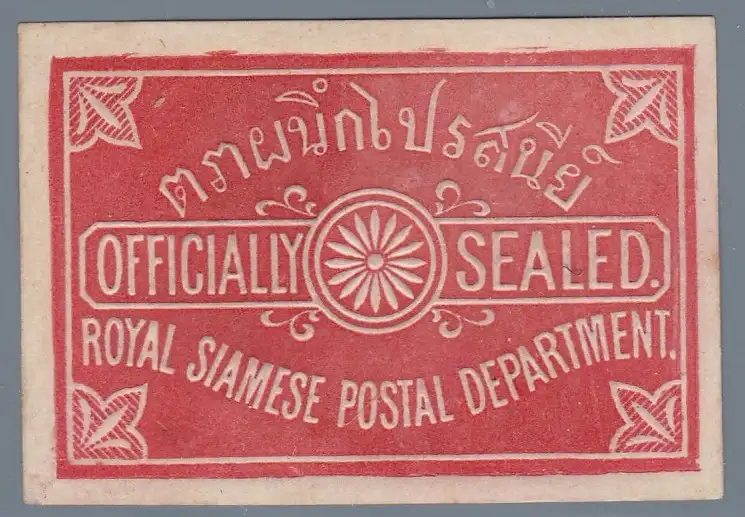 ตราผนึกไปรสนีย์
OFFICIALLY SEALED.
ROYAL SIAMESE POSTAL DEPARTMENT.